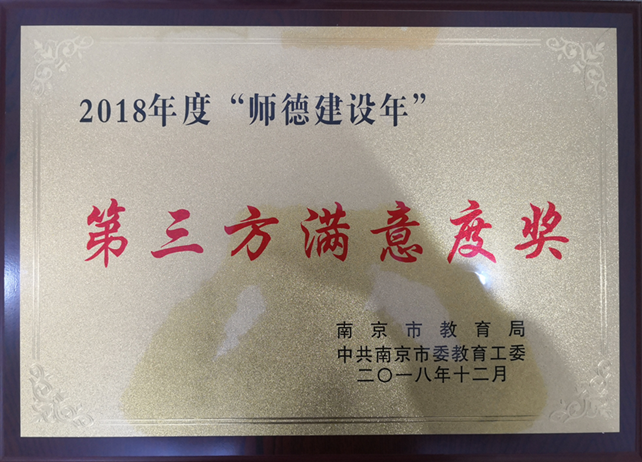 2018年度“师德建设年”
第三方满意度奖
南京市教育局
中共南京市委教育工委
二〇一八年十二月